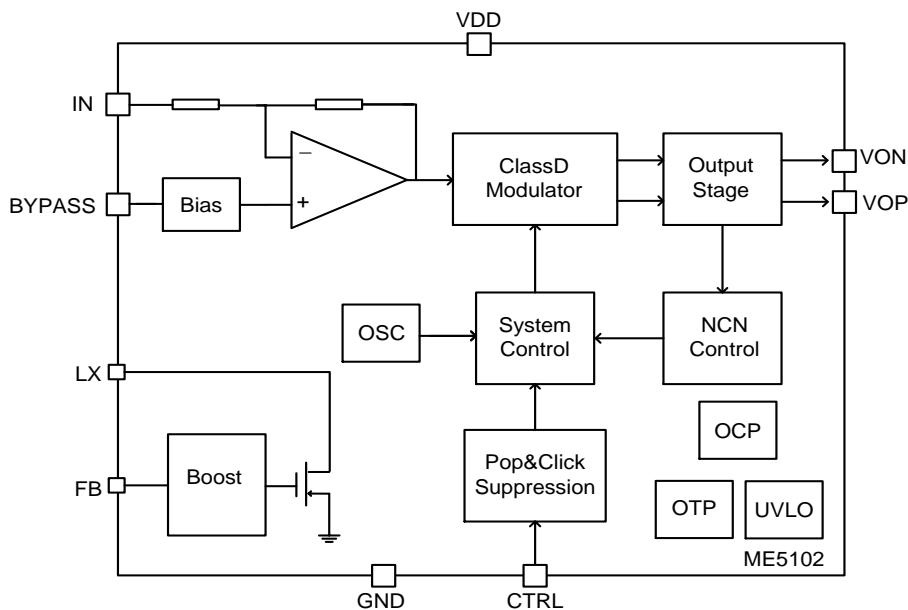 VDD
IN
−
+
BYPASS
Bias
ClassD
Modulator
Output
Stage
VON
VOP
OSC
System
Control
NCN
Control
LX
FB
Boost
Pop&Click
Suppression
OCP
OTP
UVLO
ME5102
GND
CTRL